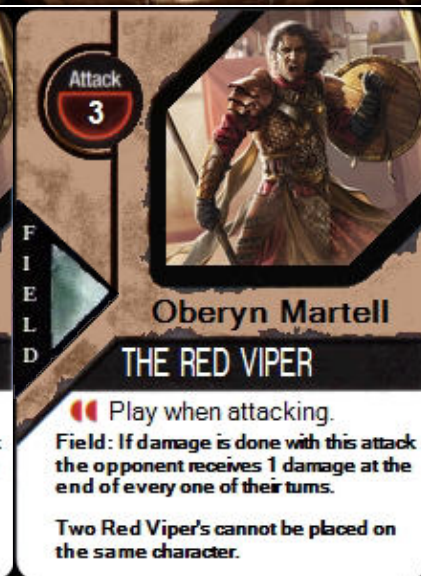 Attack
3
FIELD
Oberyn Martell
THE RED VIPER
Play when attacking.
Field: If damage is done with this attack
the opponent receives 1 damage at the
end of every one of their turns.
Two Red Viper's cannot be placed on
the same character.